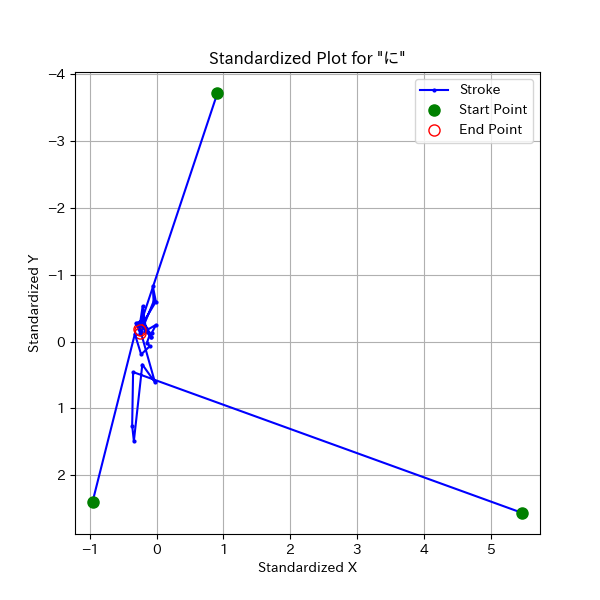 Standardized Plot for "に"
Stroke
Start Point
End Point
Standardized Y
−4
−3
−2
−1
0
1
2
−1
0
1
2
3
4
5
Standardized X